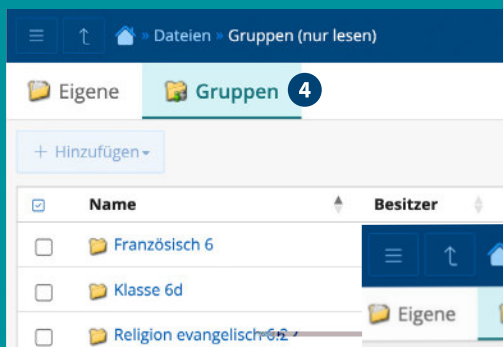 » Dateien » Gruppen (nur lesen)
Eigene Gruppen 4
+ Hinzufügen
Name Besitzer
Französisch 6
Klasse 6d
Eigene
Religion evangelisch 6.2